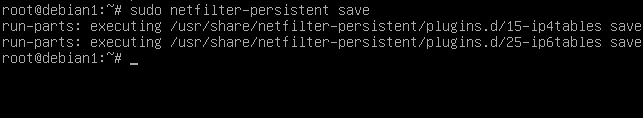 root@debian1:~# sudo netfilter-persistent save
run-parts: executing /usr/share/netfilter-persistent/plugins.d/15-ip4tables save
run-parts: executing /usr/share/netfilter-persistent/plugins.d/25-ip6tables save
root@debian1:~# _